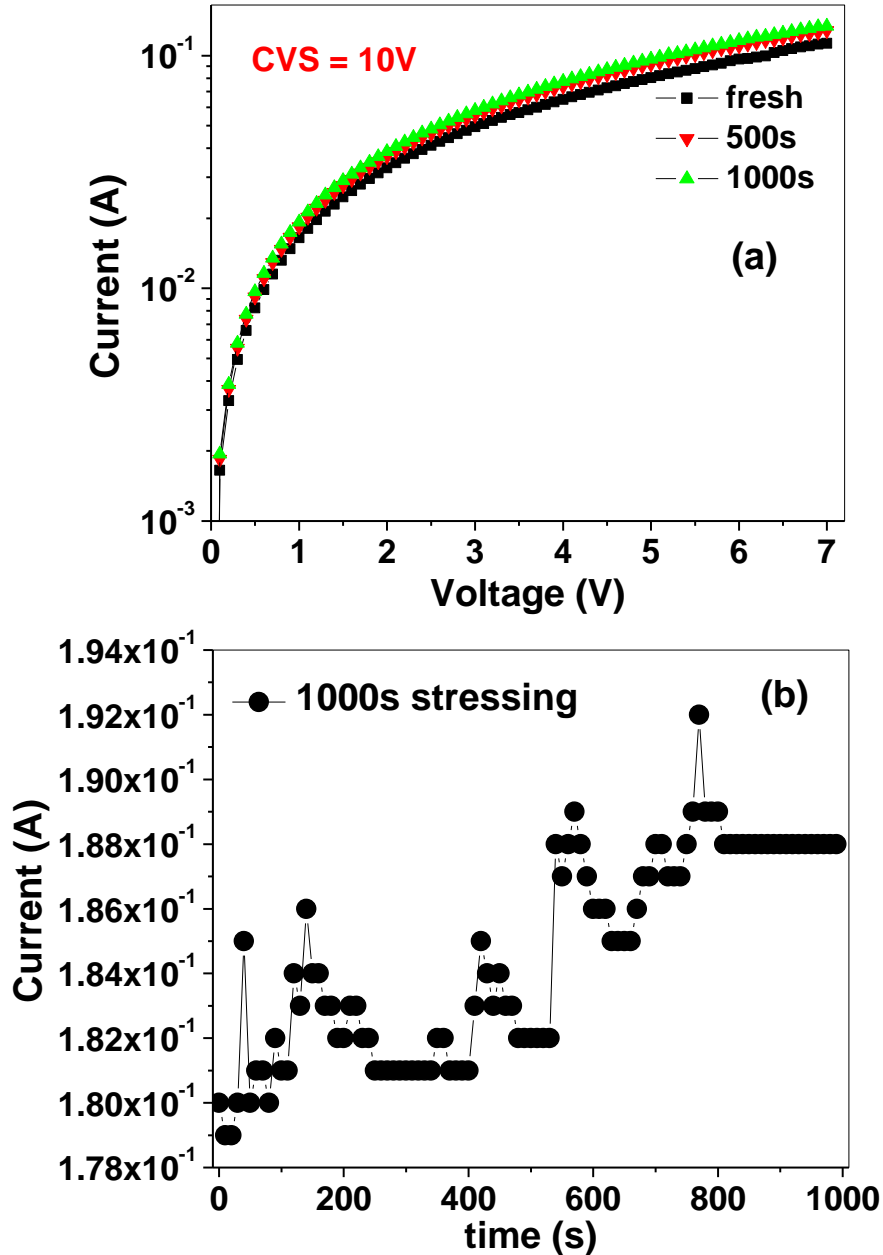 10⁻¹
CVS = 10V
fresh
500s
1000s
(a)
10⁻²
10⁻³
Current (A)
0 1 2 3 4 5 6 7
Voltage (V)
1.94x10⁻¹
1000s stressing
(b)
1.92x10⁻¹
1.90x10⁻¹
1.88x10⁻¹
1.86x10⁻¹
1.84x10⁻¹
1.82x10⁻¹
1.80x10⁻¹
1.78x10⁻¹
Current (A)
0 200 400 600 800 1000
time (s)